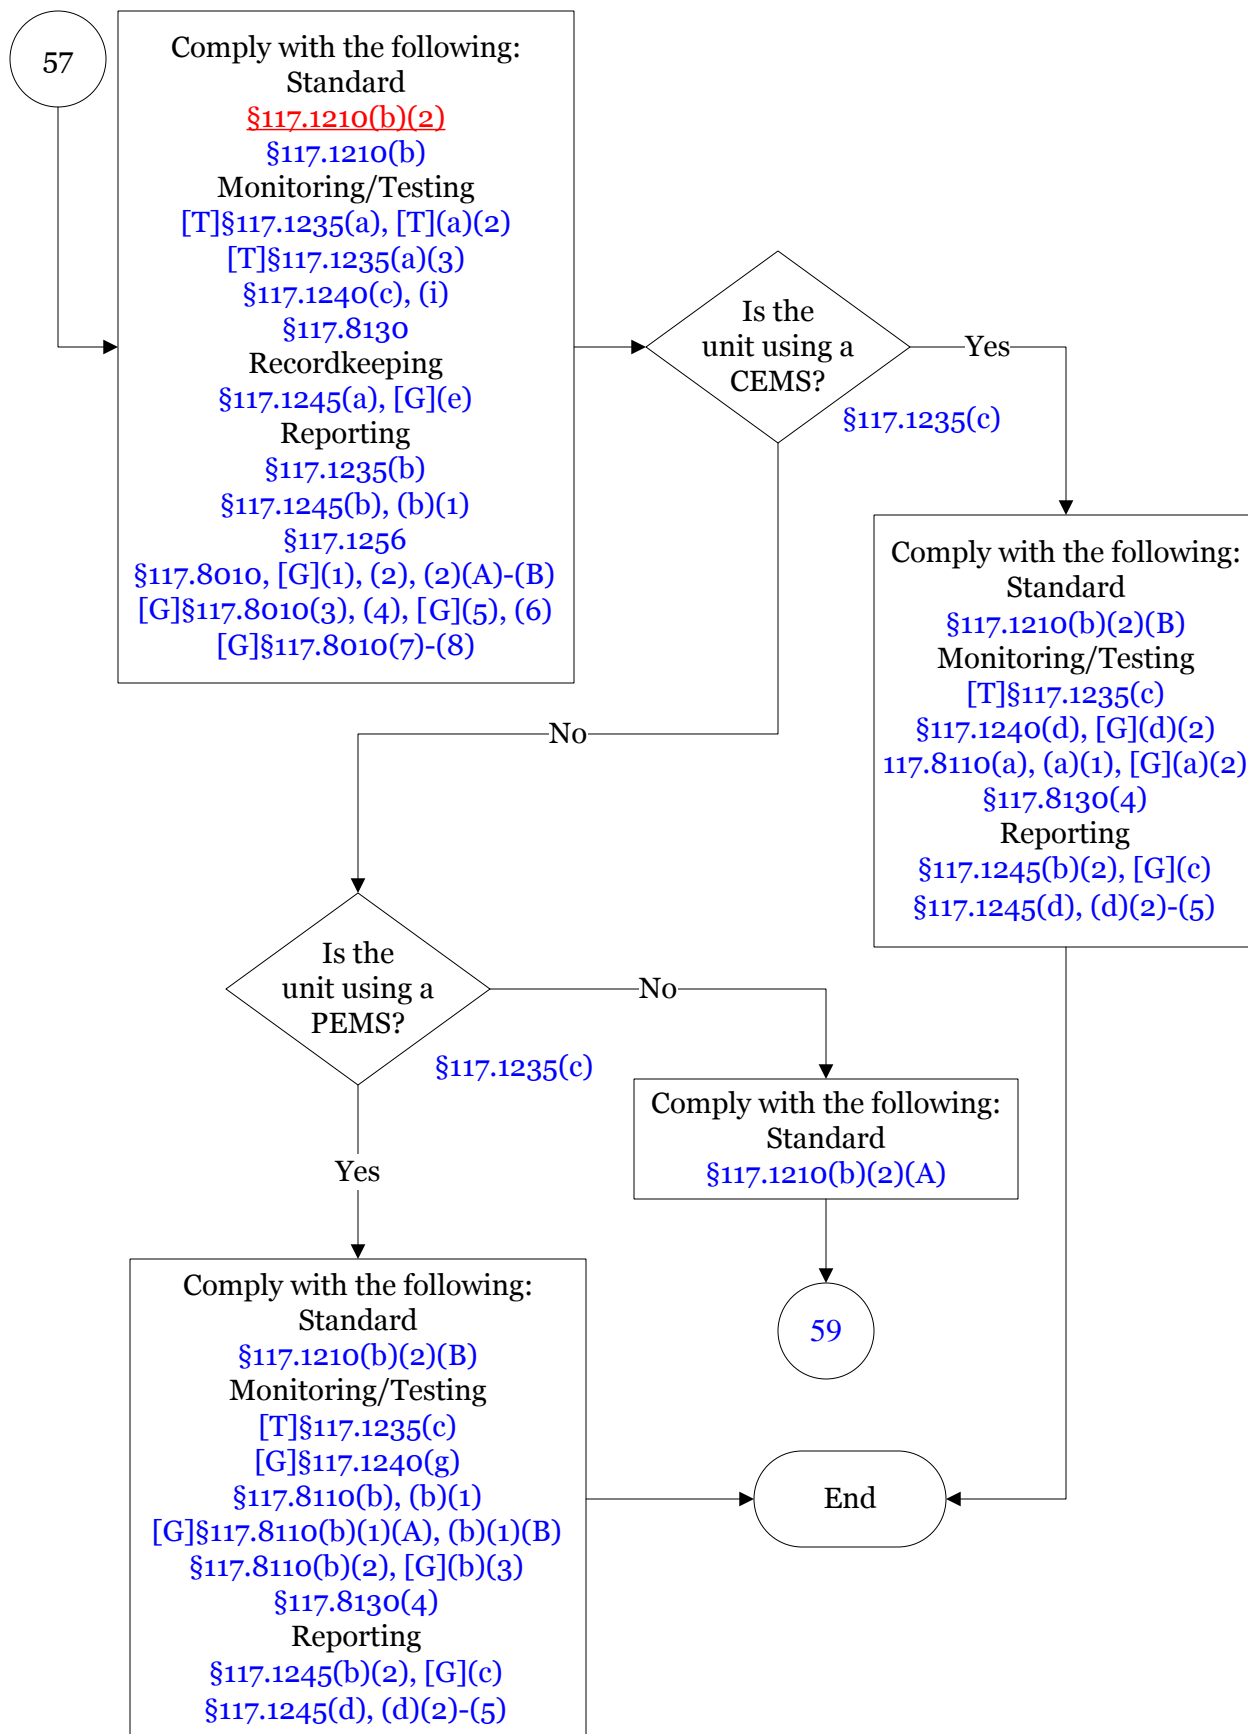 57
Comply with the following:
Standard
§117.1210(b)(2)
§117.1210(b)
Monitoring/Testing
[T]§117.1235(a), [T](a)(2)
[T]§117.1235(a)(3)
§117.1240(c), (i)
§117.8130
Recordkeeping
§117.1245(a), [G](e)
Reporting
§117.1235(b)
§117.1245(b), (b)(1)
§117.1256
§117.8010, [G](1), (2), (2)(A)-(B)
[G]§117.8010(3), (4), [G](5), (6)
[G]§117.8010(7)-(8)
Is the
unit using a
CEMS?
Yes
§117.1235(c)
Comply with the following:
Standard
§117.1210(b)(2)(B)
Monitoring/Testing
[T]§117.1235(c)
§117.1240(d), [G](d)(2)
117.8110(a), (a)(1), [G](a)(2)
§117.8130(4)
Reporting
§117.1245(b)(2), [G](c)
§117.1245(d), (d)(2)-(5)
No
Is the
unit using a
PEMS?
No
§117.1235(c)
Comply with the following:
Standard
§117.1210(b)(2)(A)
59
Yes
Comply with the following:
Standard
§117.1210(b)(2)(B)
Monitoring/Testing
[T]§117.1235(c)
[G]§117.1240(g)
§117.8110(b), (b)(1)
[G]§117.8110(b)(1)(A), (b)(1)(B)
§117.8110(b)(2), [G](b)(3)
§117.8130(4)
Reporting
§117.1245(b)(2), [G](c)
§117.1245(d), (d)(2)-(5)
End